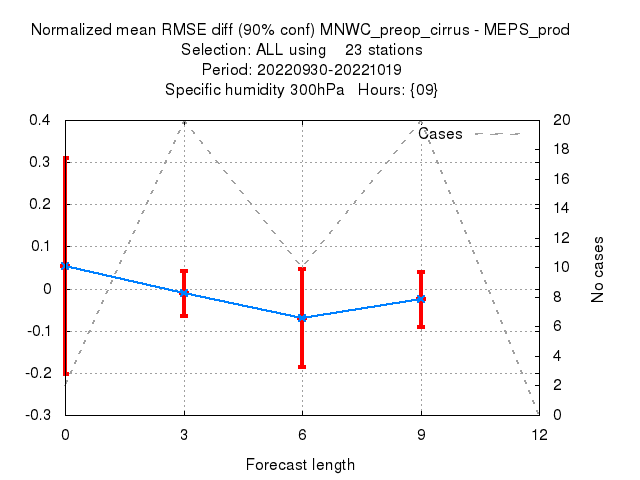 Normalized mean RMSE diff (90% conf) MNWC_preop_cirrus - MEPS_prod
Selection: ALL using 23 stations
Period: 20220930-20221019
Specific humidity 300hPa Hours: {09}
Cases
0.4
0.3
0.2
0.1
0
-0.1
-0.2
-0.3
20
18
16
14
12
10
8
6
4
2
0
No cases
0 3 6 9 12
Forecast length